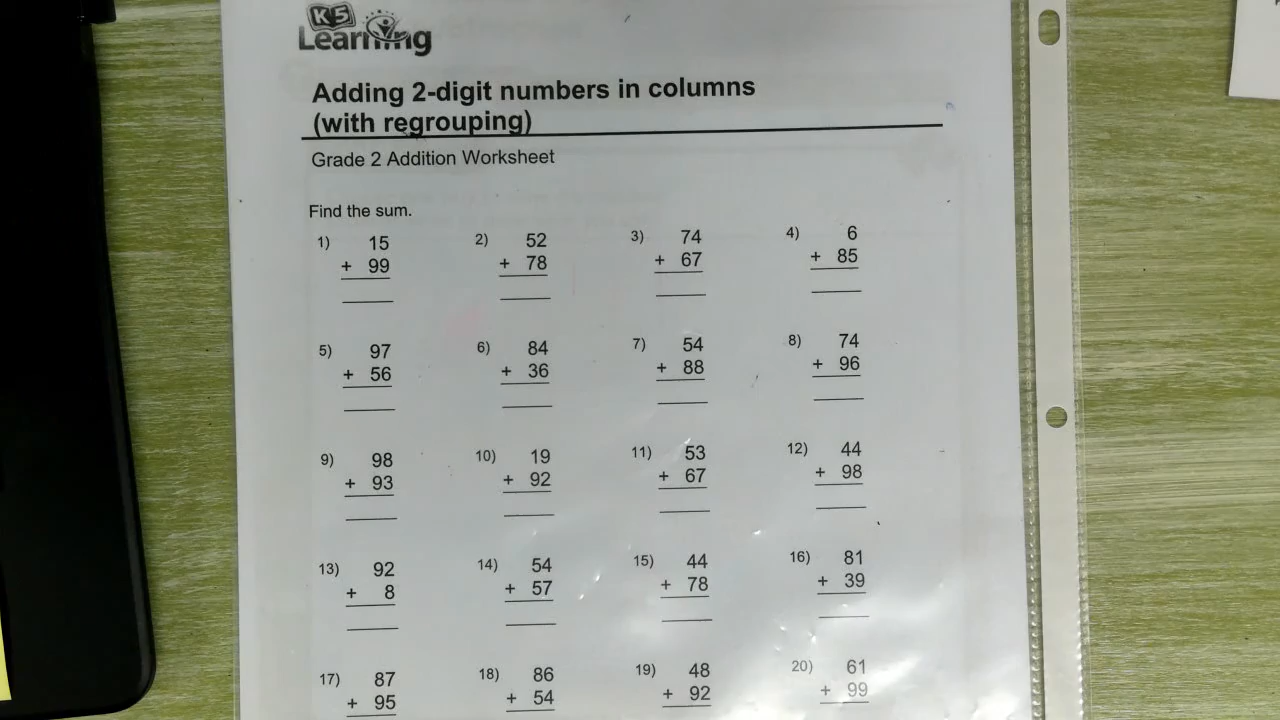 K5
Learning
Adding 2-digit numbers in columns
(with regrouping)
Grade 2 Addition Worksheet
Find the sum.
1) 15 2) 52 3) 74 4) 6
+ 99 + 78 + 67 + 85
5) 97 6) 84 7) 54 8) 74
+ 56 + 36 + 88 + 96
9) 98 10) 19 11) 53 12) 44
+ 93 + 92 + 67 + 98
13) 92 14) 54 15) 44 16) 81
+ 8 + 57 + 78 + 39
17) 87 18) 86 19) 48 20) 61
+ 95 + 54 + 92 + 99